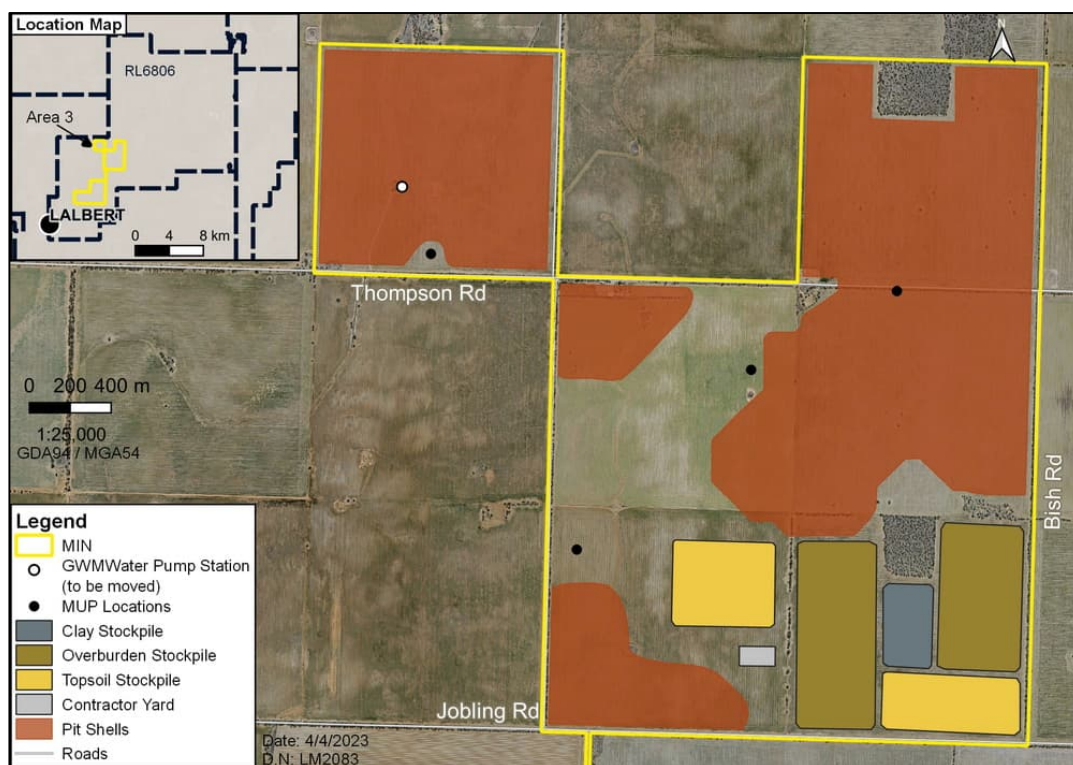 Location Map
RL6806
Area 3
LALBERT
0 4 8 km
N
Thompson Rd
0 200 400 m
1:25,000
GDA94 / MGA54
Bish Rd
Jobling Rd
Legend
MIN
GWMWater Pump Station
(to be moved)
MUP Locations
Clay Stockpile
Overburden Stockpile
Topsoil Stockpile
Contractor Yard
Pit Shells
Roads
Date: 4/4/2023
D.N: LM2083